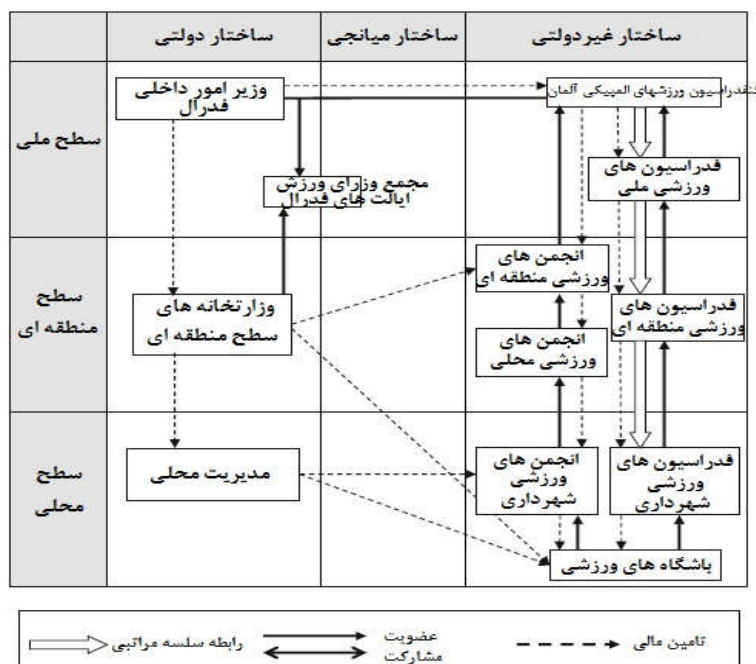 ساختار غیردولتی
ساختار میانجی
ساختار دولتی
سطح ملی
کنفدراسیون ورزشهای المپیکی آلمان
وزیر امور داخلی
فدرال
مجمع وزرای ورزش
ایالت های فدرال
فدراسیون های
ورزشی ملی
سطح
منطقه ای
انجمن های
ورزشی منطقه ای
وزارتخانه های
سطح منطقه ای
فدراسیون های
ورزشی منطقه ای
انجمن های
ورزشی محلی
سطح
محلی
فدراسیون های
ورزشی
شهرداری
انجمن های
ورزشی
شهرداری
مدیریت محلی
باشگاه های ورزشی
تامین مالی
عضویت
مشارکت
رابطه سلسه مراتبی